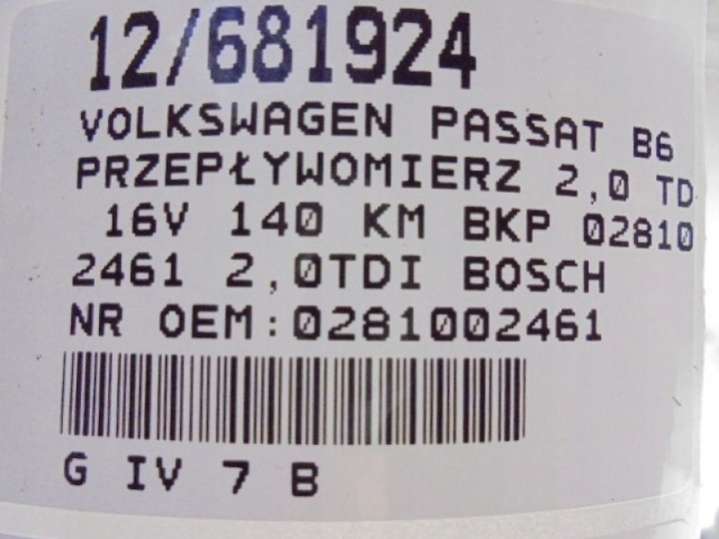 12/681924
VOLKSWAGEN PASSAT B6
PRZEPŁYWOMIERZ 2,0 TD
16V 140 KM BKP 02810
2461 2,0TDI BOSCH
NR OEM:0281002461
G IV 7 B